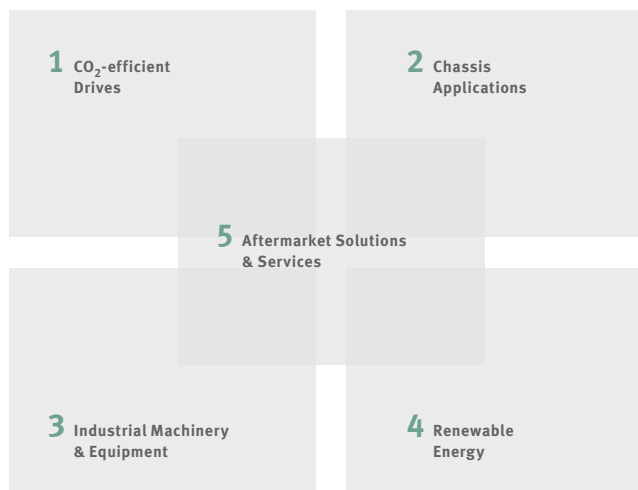 1 CO₂-efficient
Drives
2 Chassis
Applications
5 Aftermarket Solutions
& Services
3 Industrial Machinery
& Equipment
4 Renewable
Energy